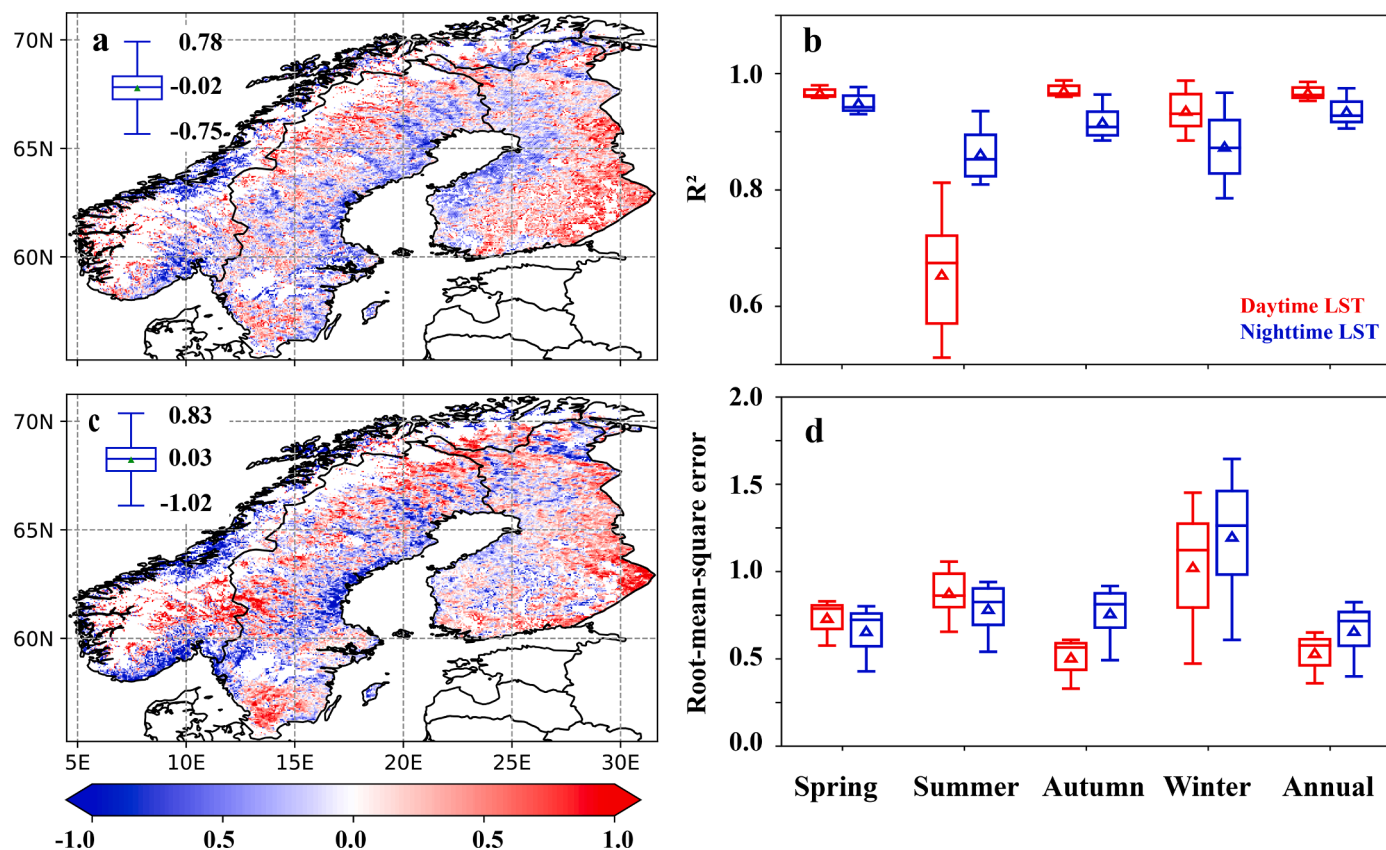 a
0.78
-0.02
-0.75
70N
65N
60N
b
R²
1.0
0.8
0.6
Daytime LST
Nighttime LST
c
0.83
0.03
-1.02
70N
65N
60N
5E 10E 15E 20E 25E 30E
-1.0 0.5 0.0 0.5 1.0
d
Root-mean-square error
2.0
1.5
1.0
0.5
0.0
Spring Summer Autumn Winter Annual